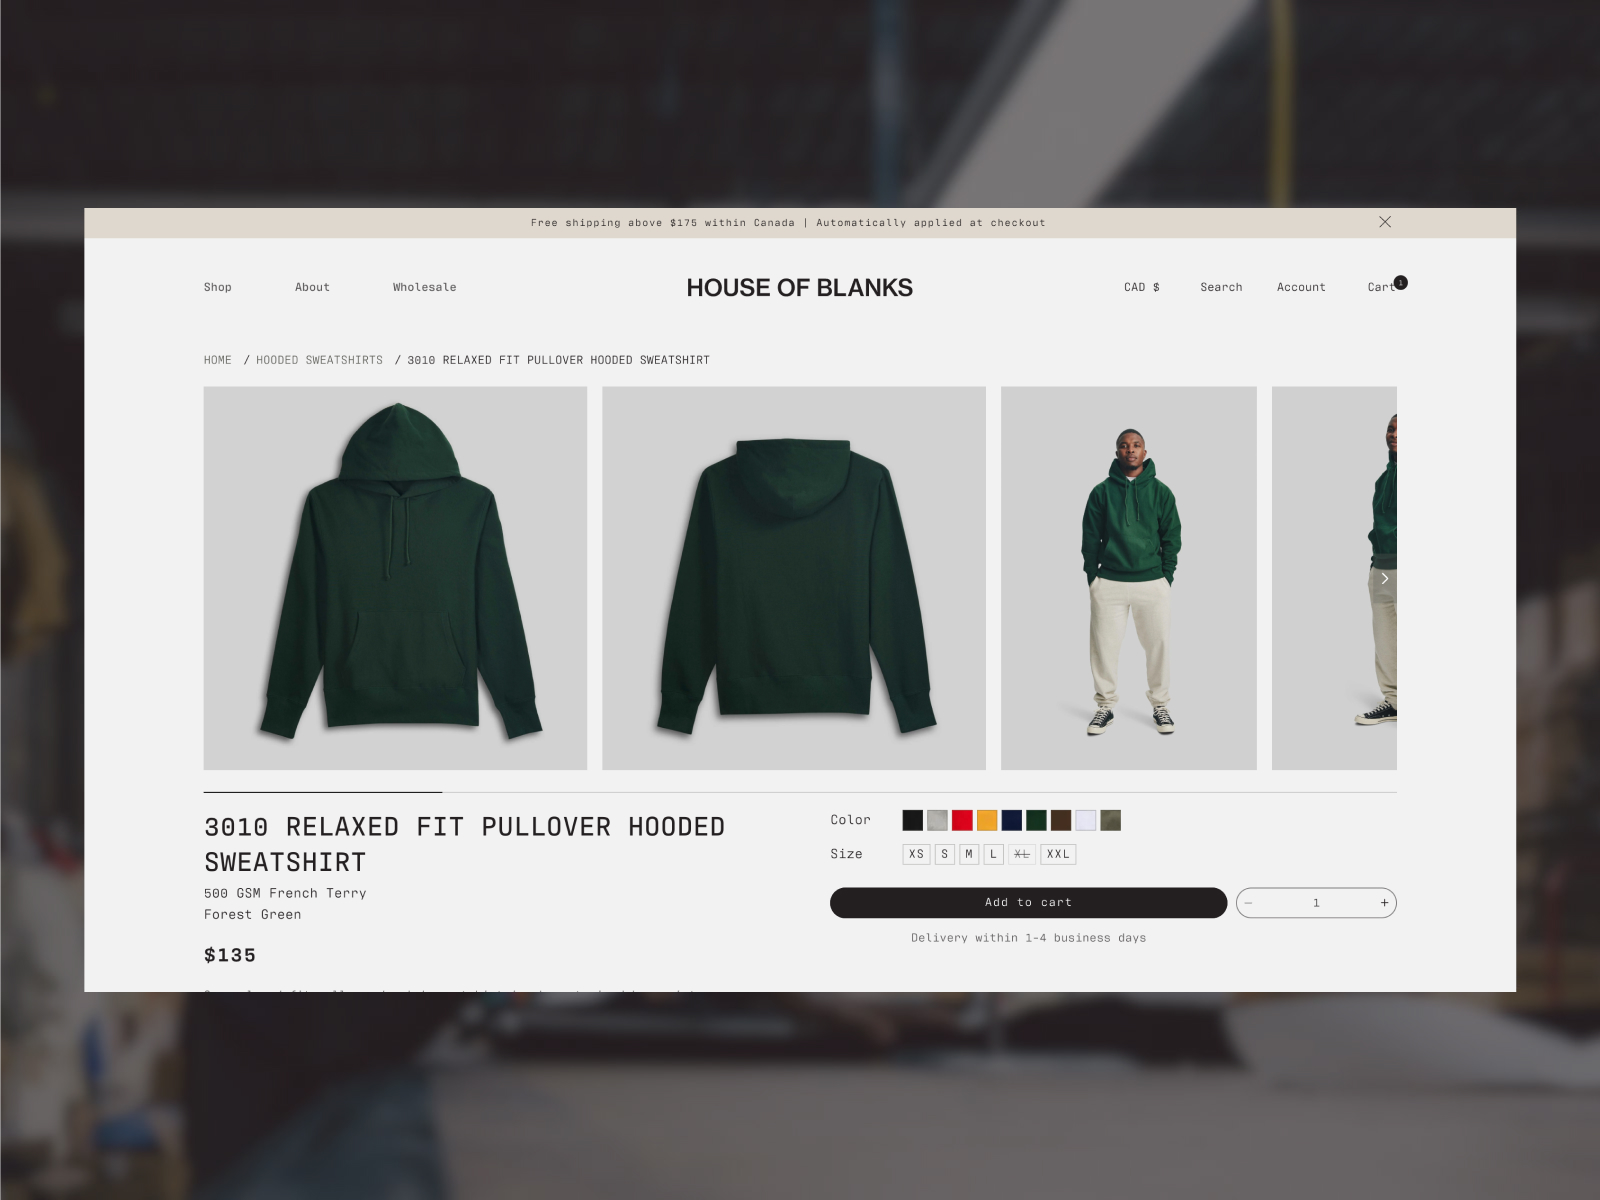 Free shipping above $175 within Canada | Automatically applied at checkout
Shop About Wholesale HOUSE OF BLANKS CAD $ Search Account Cart 1
HOME / HOODED SWEATSHIRTS / 3010 RELAXED FIT PULLOVER HOODED SWEATSHIRT
3010 RELAXED FIT PULLOVER HOODED
SWEATSHIRT
500 GSM French Terry
Forest Green
$135
Color
Size XS S M L XL XXL
Add to cart − 1 +
Delivery within 1-4 business days